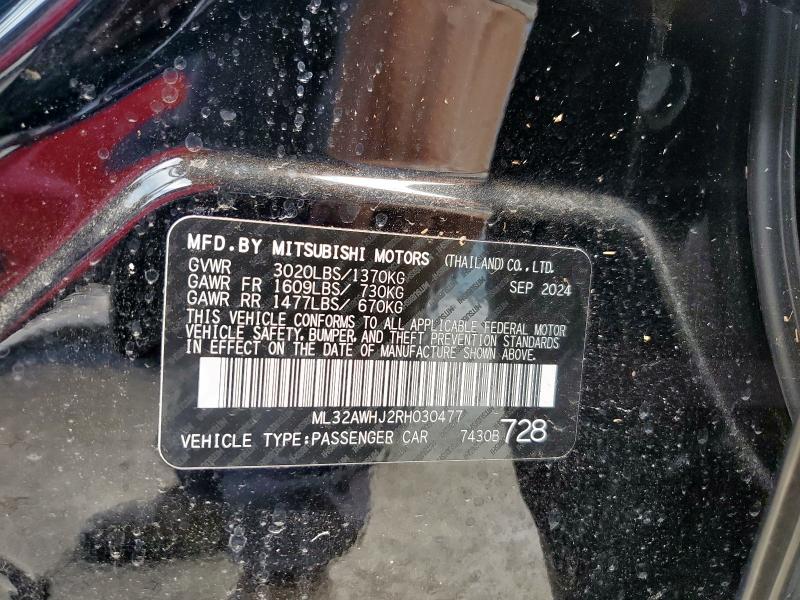 MFD.BY MITSUBISHI MOTORS (THAILAND)CO.,LTD.
GVWR 3020LBS/1370KG SEP 2024
GAWR FR 1609LBS/ 730KG
GAWR RR 1477LBS/ 670KG
THIS VEHICLE CONFORMS TO ALL APPLICABLE FEDERAL MOTOR
VEHICLE SAFETY, BUMPER, AND THEFT PREVENTION STANDARDS
IN EFFECT ON THE DATE OF MANUFACTURE SHOWN ABOVE.
ML32AWHJ2RH030477
VEHICLE TYPE:PASSENGER CAR 7430B 728